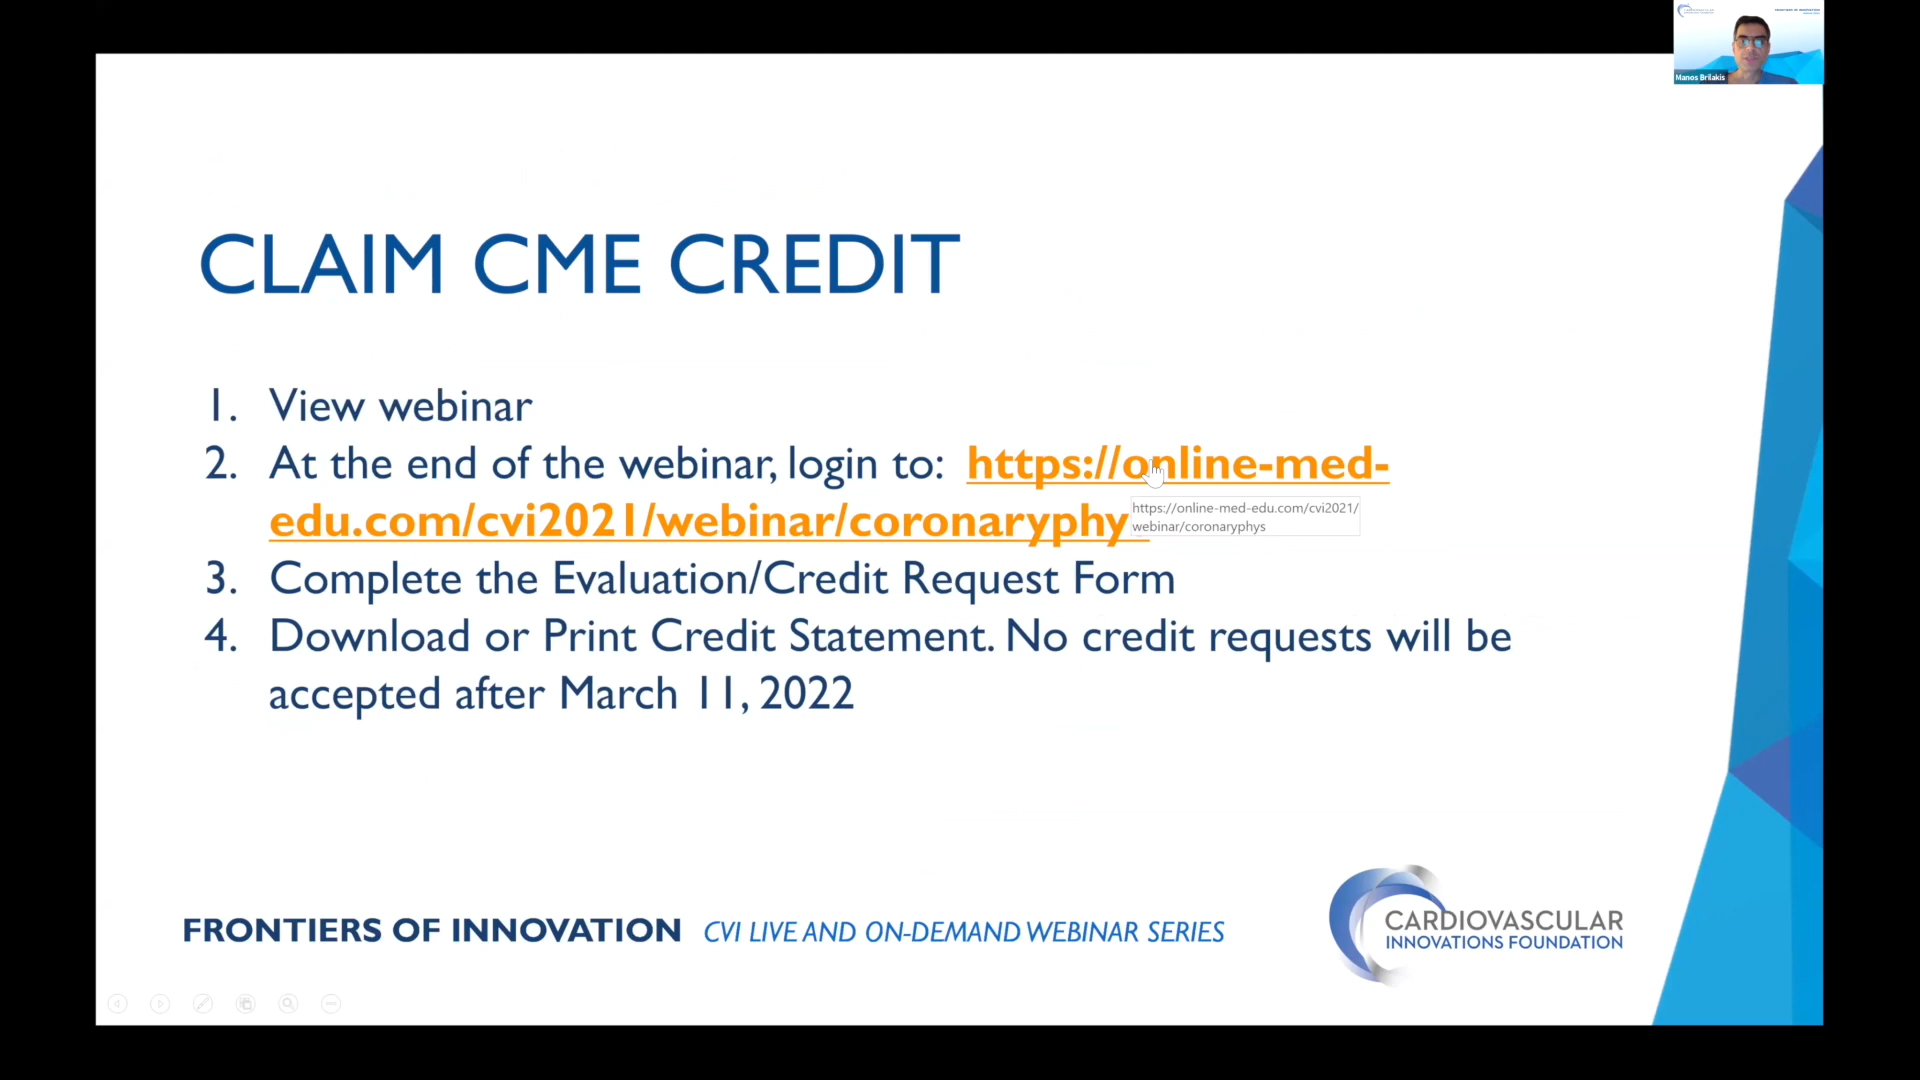 Manos Brilakis
CLAIM CME CREDIT
1. View webinar
2. At the end of the webinar, login to: https://online-med-
edu.com/cvi2021/webinar/coronaryphy
https://online-med-edu.com/cvi2021/
webinar/coronaryphys
3. Complete the Evaluation/Credit Request Form
4. Download or Print Credit Statement. No credit requests will be
accepted after March 11, 2022
FRONTIERS OF INNOVATION CVI LIVE AND ON-DEMAND WEBINAR SERIES
CARDIOVASCULAR
INNOVATIONS FOUNDATION